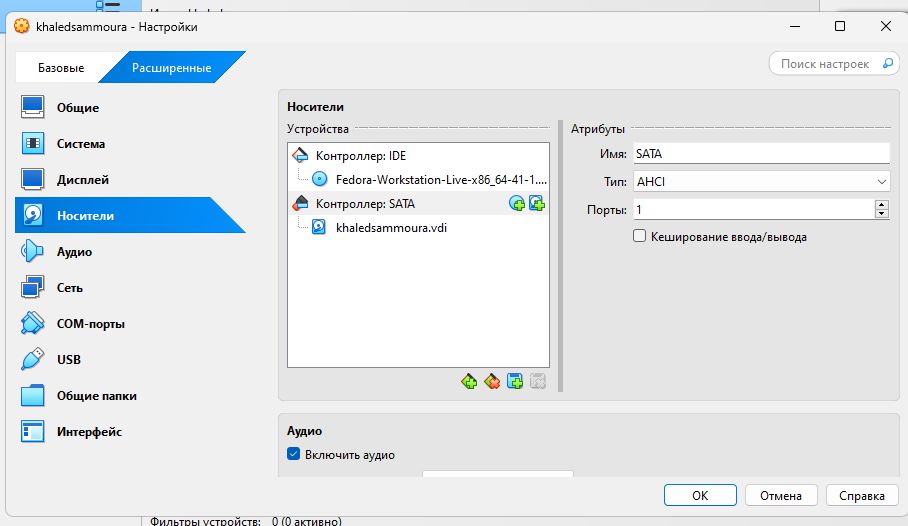 khaledsammoura - Настройки
Базовые
Расширенные
Поиск настроек
Общие
Система
Дисплей
Носители
Аудио
Сеть
COM-порты
USB
Общие папки
Интерфейс
Носители
Устройства
Контроллер: IDE
Fedora-Workstation-Live-x86_64-41-1....
Контроллер: SATA
khaledsammoura.vdi
Атрибуты
Имя: SATA
Тип: AHCI
Порты: 1
Кеширование ввода/вывода
Аудио
Включить аудио
OK
Отмена
Справка
Фильтры устройств: 0 (0 активно)